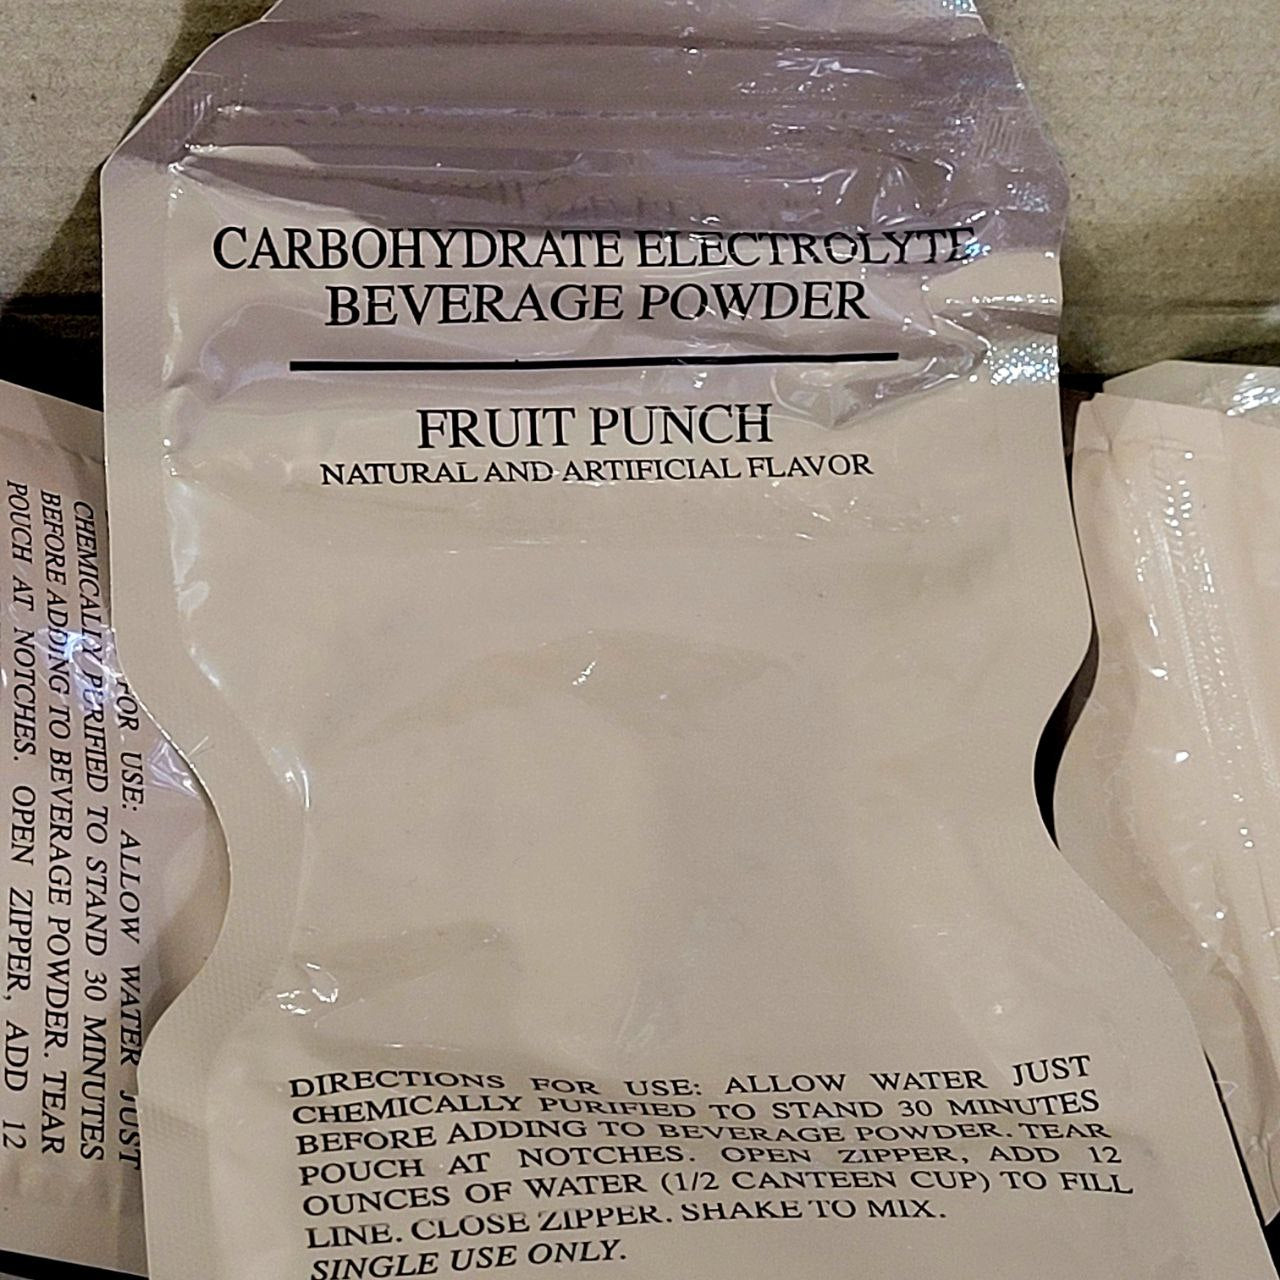 CARBOHYDRATE ELECTROLYTE
BEVERAGE POWDER
FRUIT PUNCH
NATURAL AND ARTIFICIAL FLAVOR
DIRECTIONS FOR USE: ALLOW WATER JUST
CHEMICALLY PURIFIED TO STAND 30 MINUTES
BEFORE ADDING TO BEVERAGE POWDER. TEAR
POUCH AT NOTCHES. OPEN ZIPPER, ADD 12
OUNCES OF WATER (1/2 CANTEEN CUP) TO FILL
LINE. CLOSE ZIPPER. SHAKE TO MIX.
SINGLE USE ONLY.
FOR USE: ALLOW WATER JUST
CHEMICALLY PURIFIED TO STAND 30 MINUTES
BEFORE ADDING TO BEVERAGE POWDER. TEAR
POUCH AT NOTCHES. OPEN ZIPPER, ADD 12